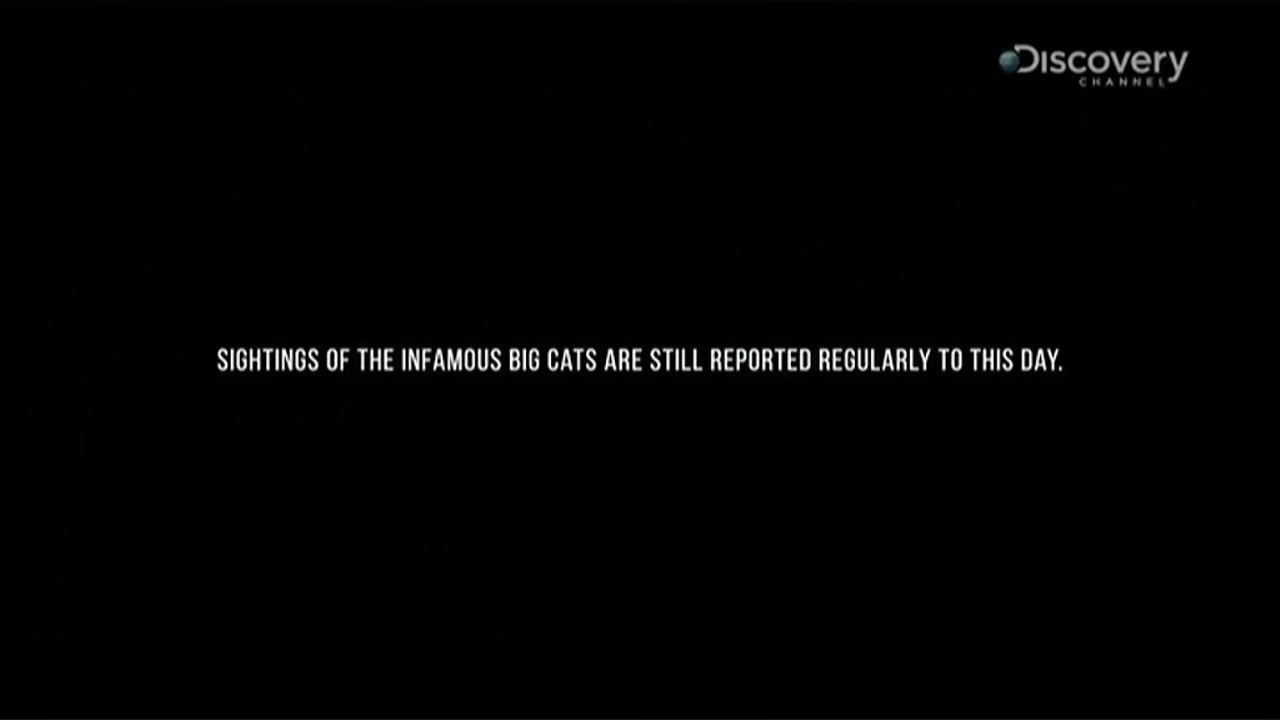 Discovery
CHANNEL
SIGHTINGS OF THE INFAMOUS BIG CATS ARE STILL REPORTED REGULARLY TO THIS DAY.